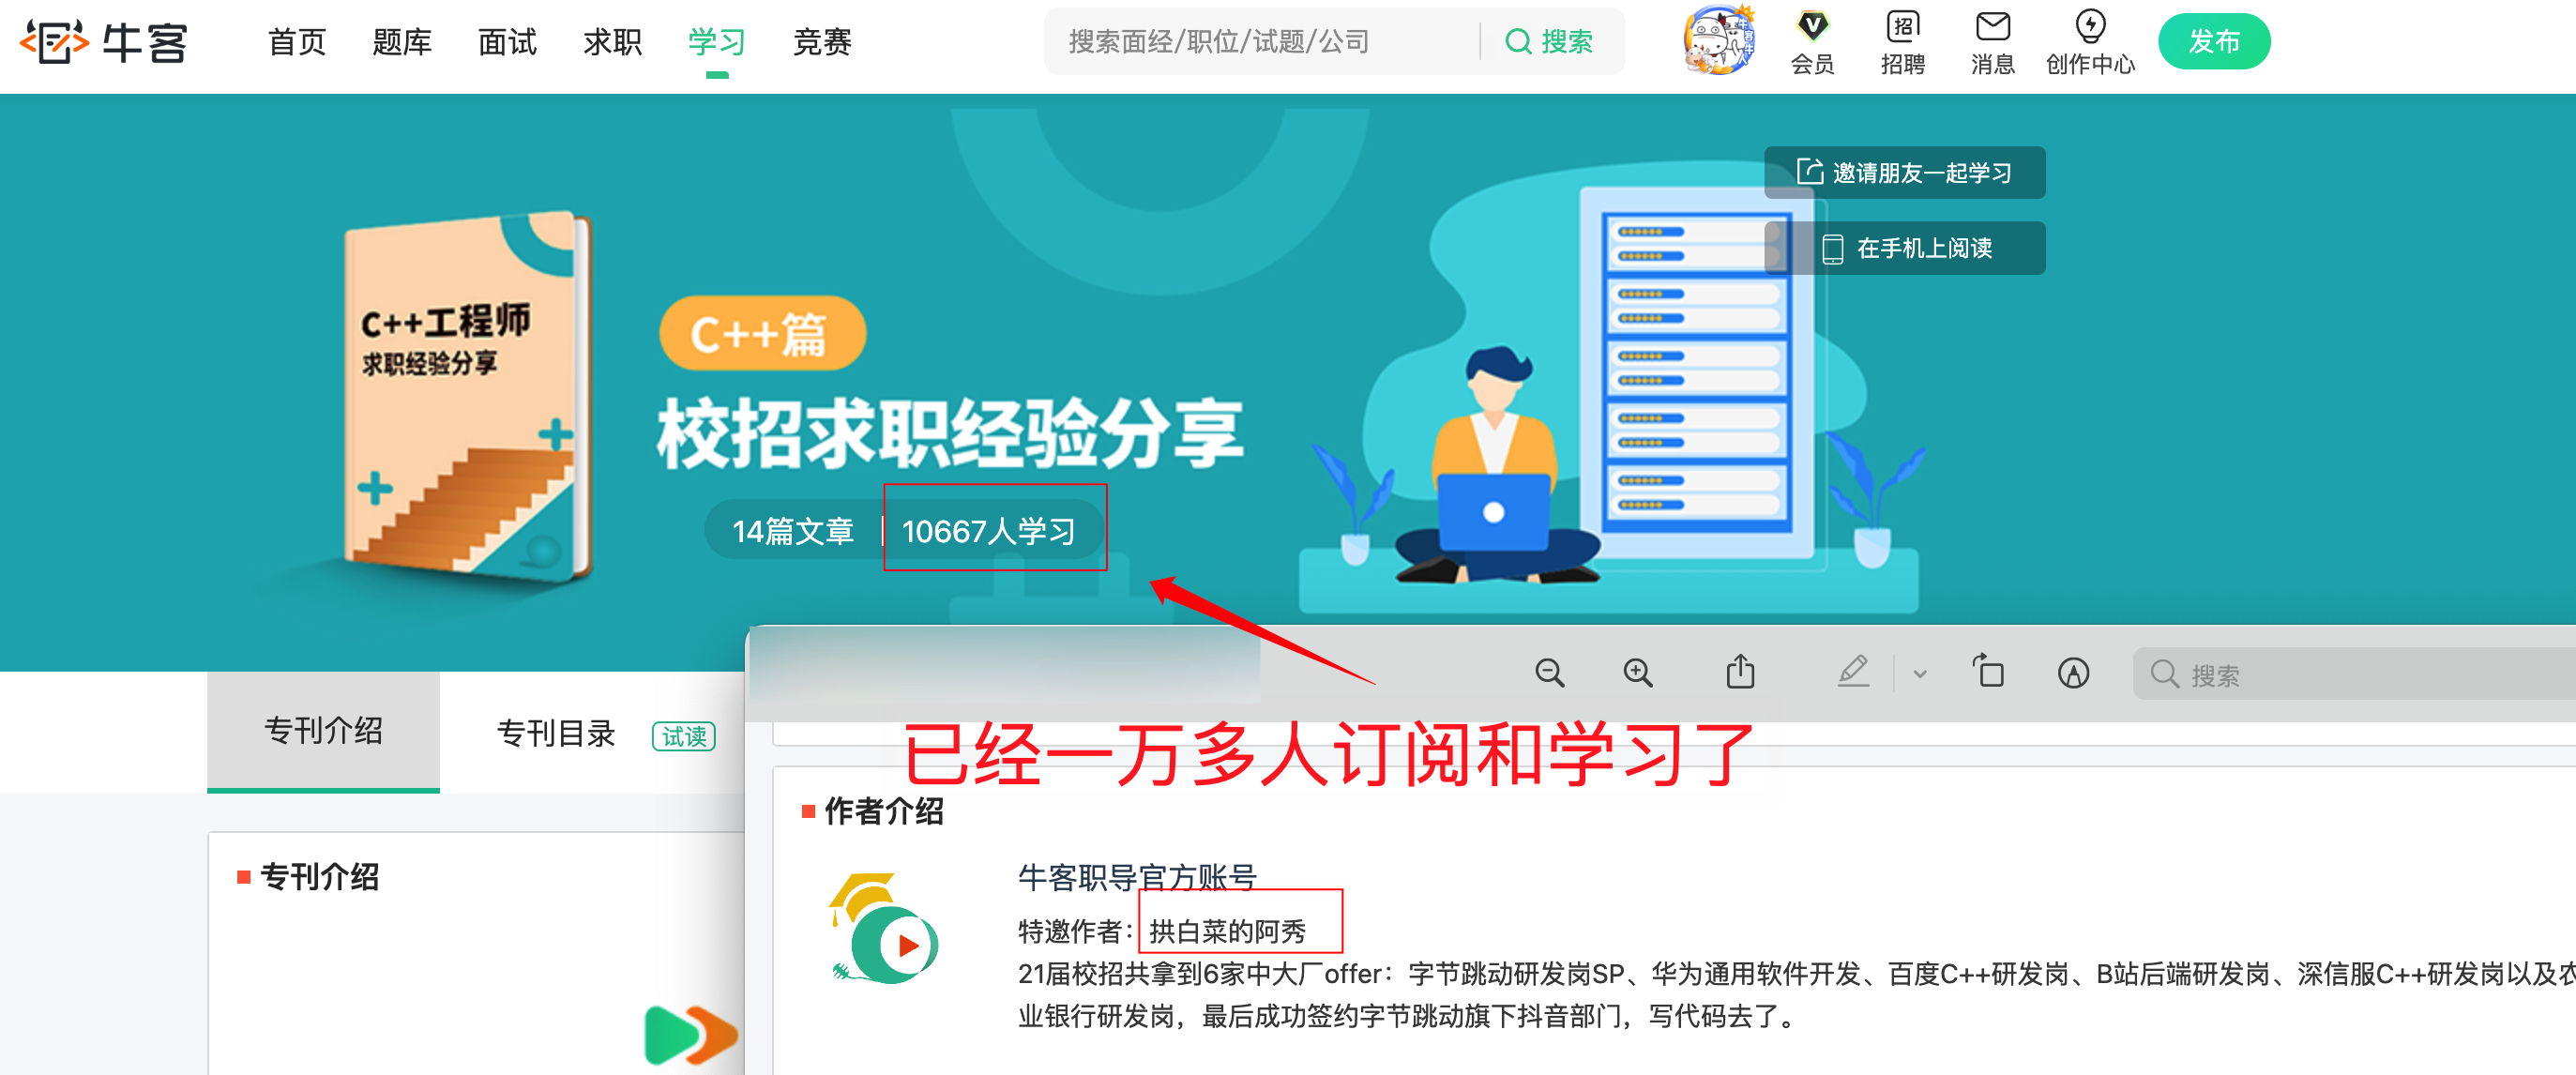 牛客
首页 题库 面试 求职 学习 竞赛
搜索面经/职位/试题/公司 搜索
会员 招聘 消息 创作中心 发布
邀请朋友一起学习
在手机上阅读
C++工程师
求职经验分享
C++篇
校招求职经验分享
14篇文章 10667人学习
搜索
专刊介绍 专刊目录 试读
已经一万多人订阅和学习了
作者介绍
专刊介绍
牛客职导官方账号
特邀作者：拱白菜的阿秀
21届校招共拿到6家中大厂offer：字节跳动研发岗SP、华为通用软件开发、百度C++研发岗、B站后端研发岗、深信服C++研发岗以及农
业银行研发岗，最后成功签约字节跳动旗下抖音部门，写代码去了。